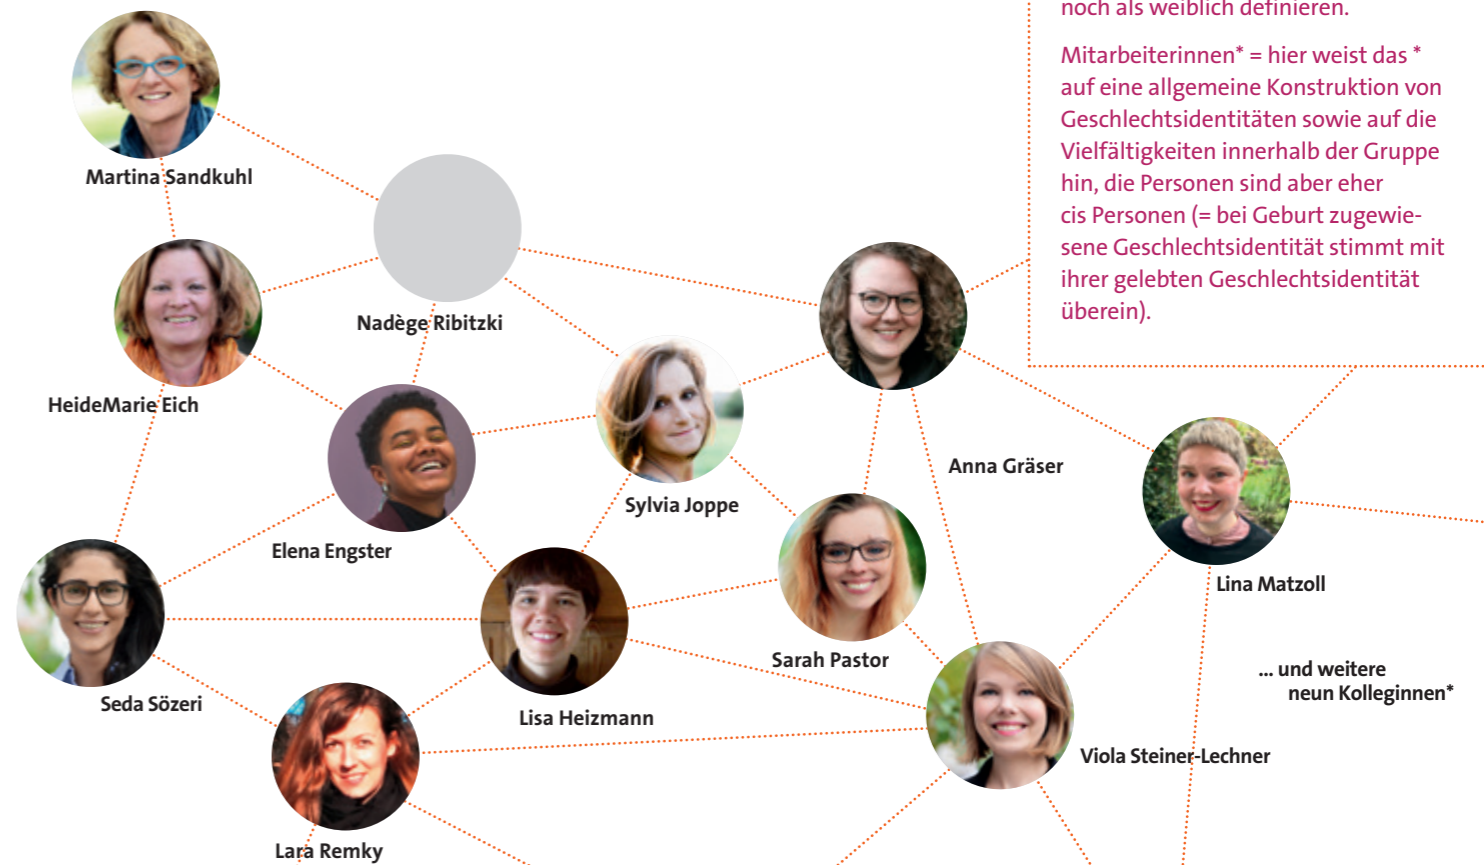 noch als weiblich definieren.
Mitarbeiterinnen* = hier weist das *
auf eine allgemeine Konstruktion von
Geschlechtsidentitäten sowie auf die
Vielfältigkeiten innerhalb der Gruppe
hin, die Personen sind aber eher
cis Personen (= bei Geburt zugewie-
sene Geschlechtsidentität stimmt mit
ihrer gelebten Geschlechtsidentität
überein).
Martina Sandkuhl
Nadège Ribitzki
HeideMarie Eich
Anna Gräser
Sylvia Joppe
Elena Engster
Lina Matzoll
Sarah Pastor
... und weitere
neun Kolleginnen*
Seda Sözeri
Lisa Heizmann
Viola Steiner-Lechner
Lara Remky